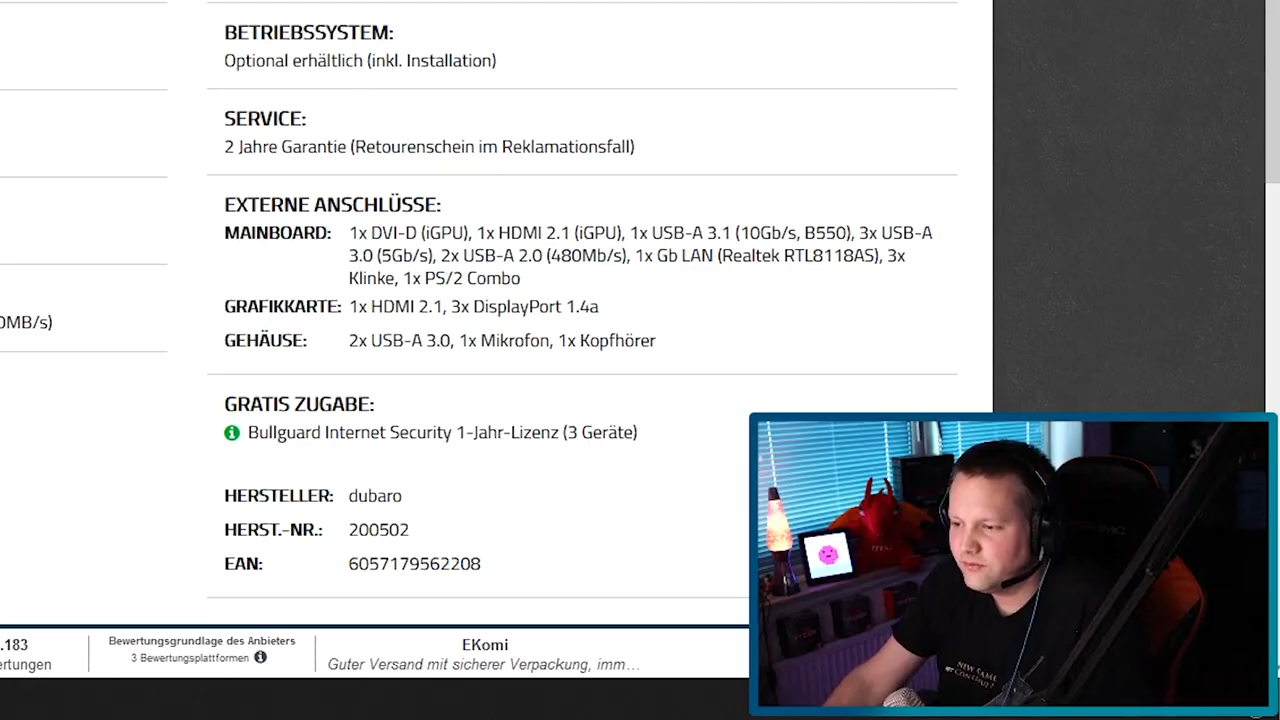 BETRIEBSSYSTEM:
Optional erhältlich (inkl. Installation)
SERVICE:
2 Jahre Garantie (Retourenschein im Reklamationsfall)
EXTERNE ANSCHLÜSSE:
MAINBOARD: 1x DVI-D (iGPU), 1x HDMI 2.1 (iGPU), 1x USB-A 3.1 (10Gb/s, B550), 3x USB-A
3.0 (5Gb/s), 2x USB-A 2.0 (480Mb/s), 1x Gb LAN (Realtek RTL8118AS), 3x
Klinke, 1x PS/2 Combo
GRAFIKKARTE: 1x HDMI 2.1, 3x DisplayPort 1.4a
0MB/s)
GEHÄUSE: 2x USB-A 3.0, 1x Mikrofon, 1x Kopfhörer
GRATIS ZUGABE:
Bullguard Internet Security 1-Jahr-Lizenz (3 Geräte)
HERSTELLER: dubaro
HERST.-NR.: 200502
EAN: 6057179562208
.183
ertungen
Bewertungsgrundlage des Anbieters
3 Bewertungsplattformen
EKomi
Guter Versand mit sicherer Verpackung, imm…
NEW GAME
CONTINUE?